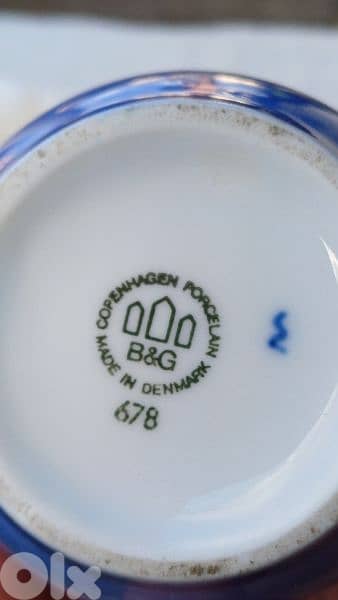 COPENHAGEN PORCELAIN
B&G
MADE IN DENMARK
678
OLX